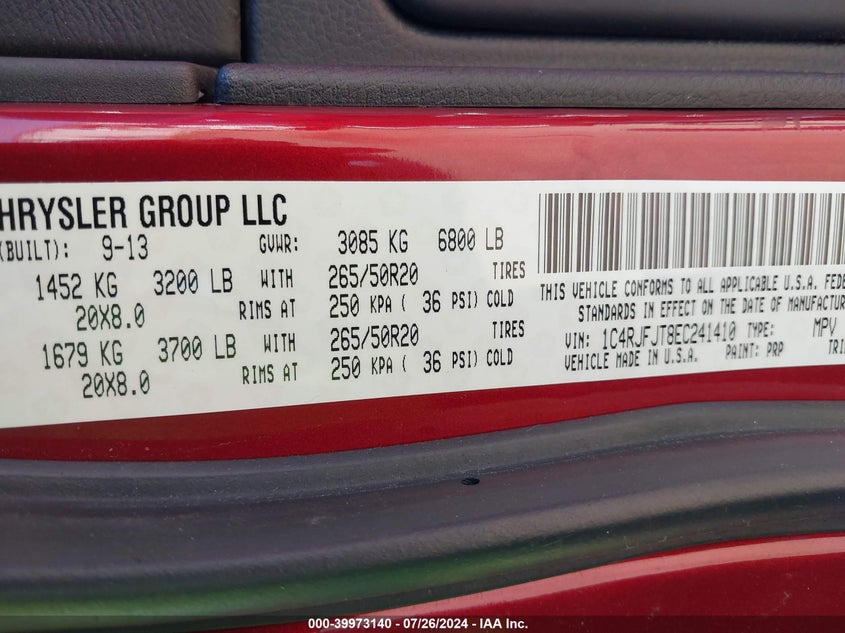 HRYSLER GROUP LLC
(BUILT): 9-13 GVWR: 3085 KG 6800 LB
1452 KG 3200 LB WITH 265/50R20 TIRES
20X8.0 RIMS AT 250 KPA ( 36 PSI) COLD
1679 KG 3700 LB WITH 265/50R20 TIRES
20X8.0 RIMS AT 250 KPA ( 36 PSI) COLD
THIS VEHICLE CONFORMS TO ALL APPLICABLE U.S.A. FEDE
STANDARDS IN EFFECT ON THE DATE OF MANUFACTUR
VIN: 1C4RJFJT8EC241410 TYPE: MPV
VEHICLE MADE IN U.S.A. PAINT: PRP TRI
000-39973140 - 07/26/2024 - IAA Inc.